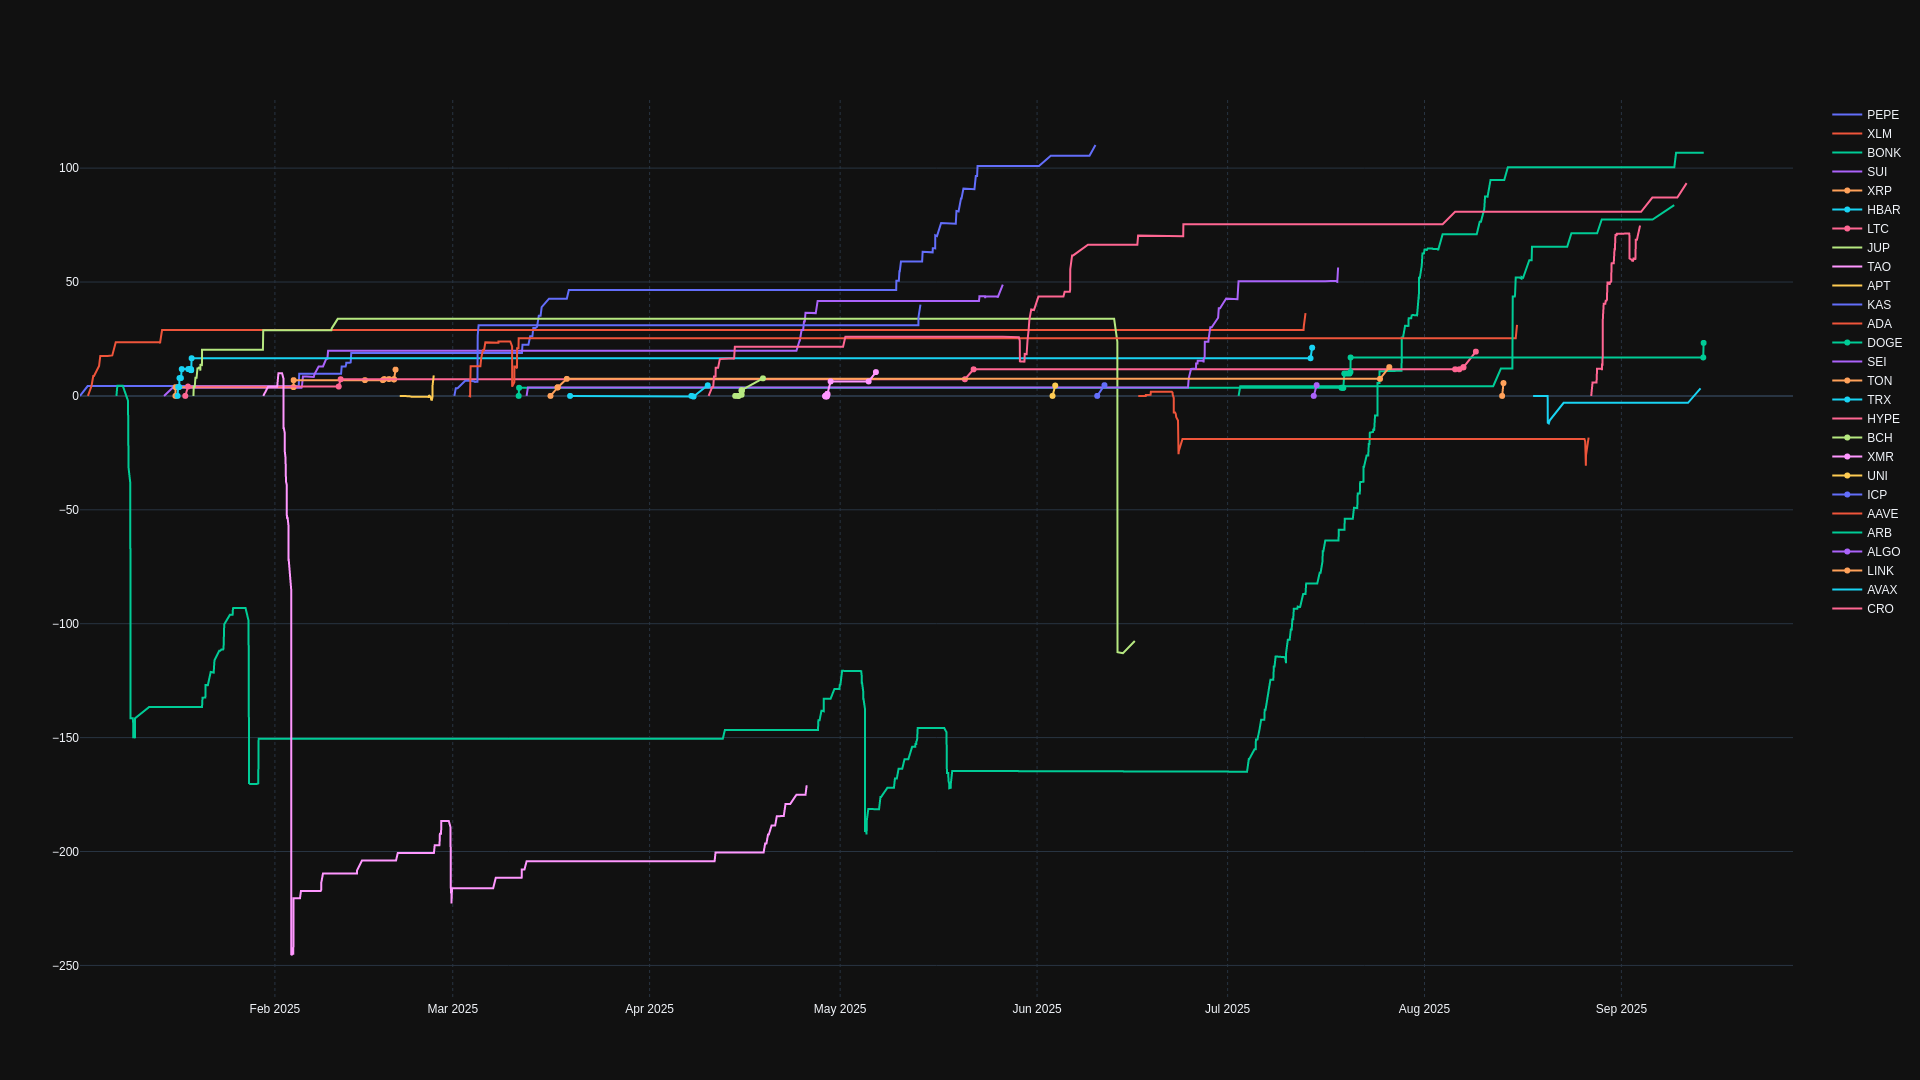 100
50
0
−50
−100
−150
−200
−250
Feb 2025
Mar 2025
Apr 2025
May 2025
Jun 2025
Jul 2025
Aug 2025
Sep 2025
PEPE
XLM
BONK
SUI
XRP
HBAR
LTC
JUP
TAO
APT
KAS
ADA
DOGE
SEI
TON
TRX
HYPE
BCH
XMR
UNI
ICP
AAVE
ARB
ALGO
LINK
AVAX
CRO